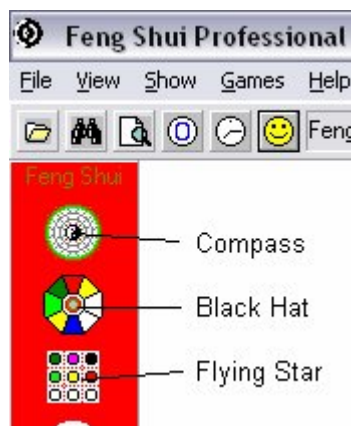 Feng Shui Professional
File View Show Games Help
Feng
Feng Shui
Compass
Black Hat
Flying Star